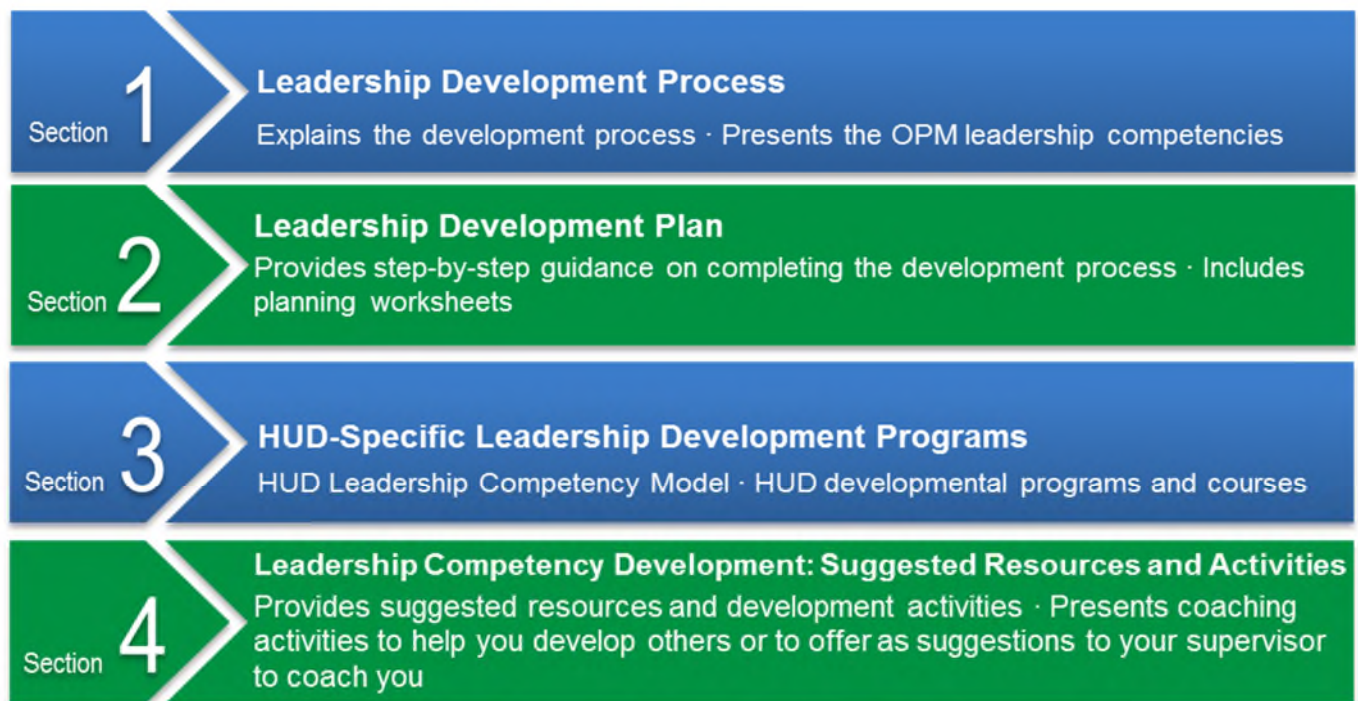 Section 1
Leadership Development Process
Explains the development process · Presents the OPM leadership competencies
Section 2
Leadership Development Plan
Provides step-by-step guidance on completing the development process · Includes
planning worksheets
Section 3
HUD-Specific Leadership Development Programs
HUD Leadership Competency Model · HUD developmental programs and courses
Section 4
Leadership Competency Development: Suggested Resources and Activities
Provides suggested resources and development activities · Presents coaching
activities to help you develop others or to offer as suggestions to your supervisor
to coach you